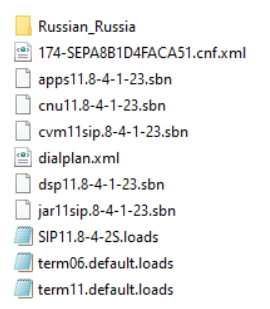 Russian_Russia
174-SEPA8B1D4FACA51.cnf.xml
apps11.8-4-1-23.sbn
cnu11.8-4-1-23.sbn
cvm11sip.8-4-1-23.sbn
dialplan.xml
dsp11.8-4-1-23.sbn
jar11sip.8-4-1-23.sbn
SIP11.8-4-2S.loads
term06.default.loads
term11.default.loads